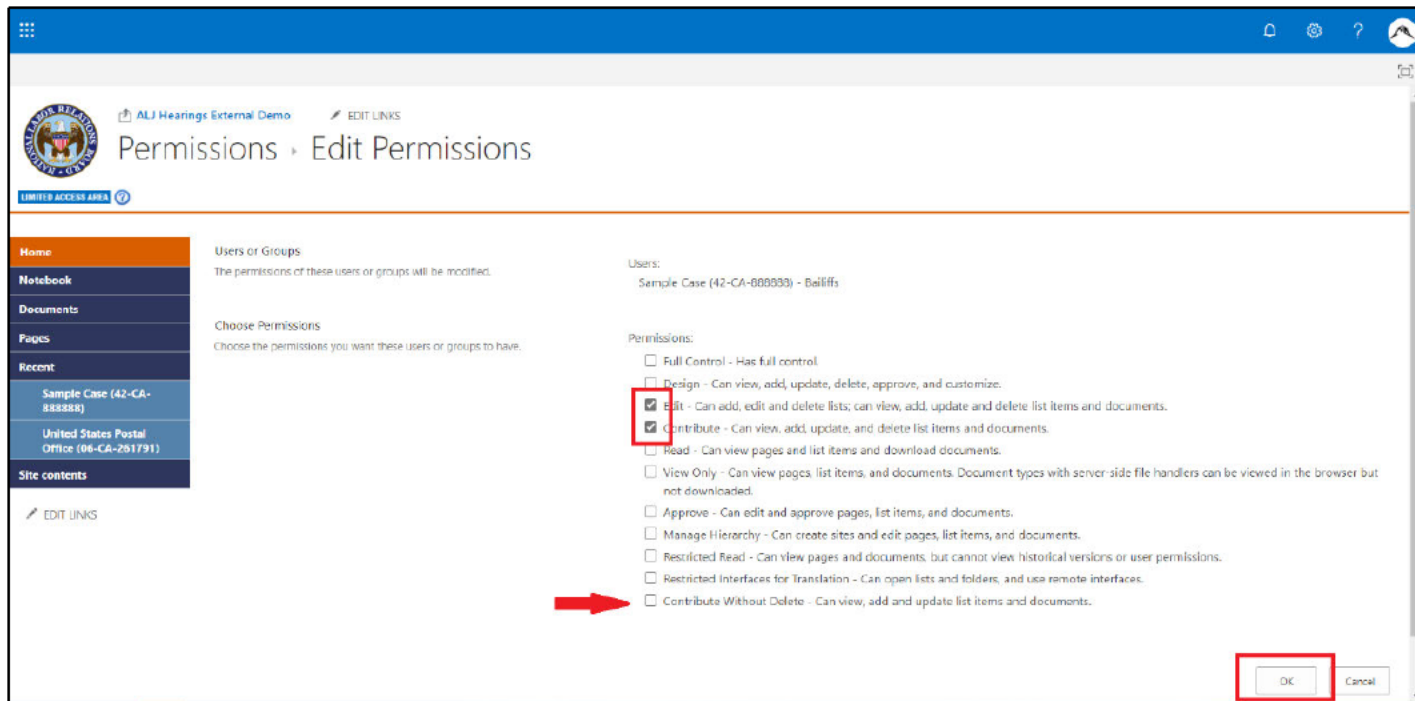 ALJ Hearings External Demo EDIT LINKS
Permissions Edit Permissions
NATIONAL LABOR RELATIONS BOARD
LIMITED ACCESS AREA ?
Home
Notebook
Documents
Pages
Recent
Sample Case (42-CA-
888888)
United States Postal
Office (06-CA-261791)
Site contents
EDIT LINKS
Users or Groups
The permissions of these users or groups will be modified.
Choose Permissions
Choose the permissions you want these users or groups to have.
Users:
Sample Case (42-CA-888888) - Bailiffs
Permissions:
Full Control - Has full control.
Design - Can view, add, update, delete, approve, and customize.
Edit - Can add, edit and delete lists; can view, add, update and delete list items and documents.
Contribute - Can view, add, update, and delete list items and documents.
Read - Can view pages and list items and download documents.
View Only - Can view pages, list items, and documents. Document types with server-side file handlers can be viewed in the browser but
not downloaded.
Approve - Can edit and approve pages, list items, and documents.
Manage Hierarchy - Can create sites and edit pages, list items, and documents.
Restricted Read - Can view pages and documents, but cannot view historical versions or user permissions.
Restricted Interfaces for Translation - Can open lists and folders, and use remote interfaces.
Contribute Without Delete - Can view, add and update list items and documents.
OK Cancel